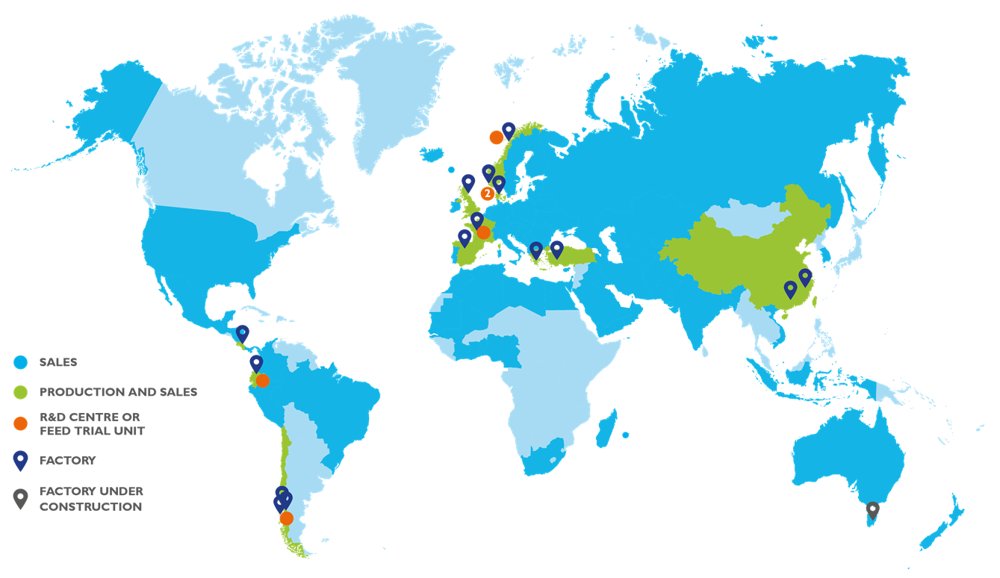 2
SALES
PRODUCTION AND SALES
R&D CENTRE OR
FEED TRIAL UNIT
FACTORY
FACTORY UNDER
CONSTRUCTION